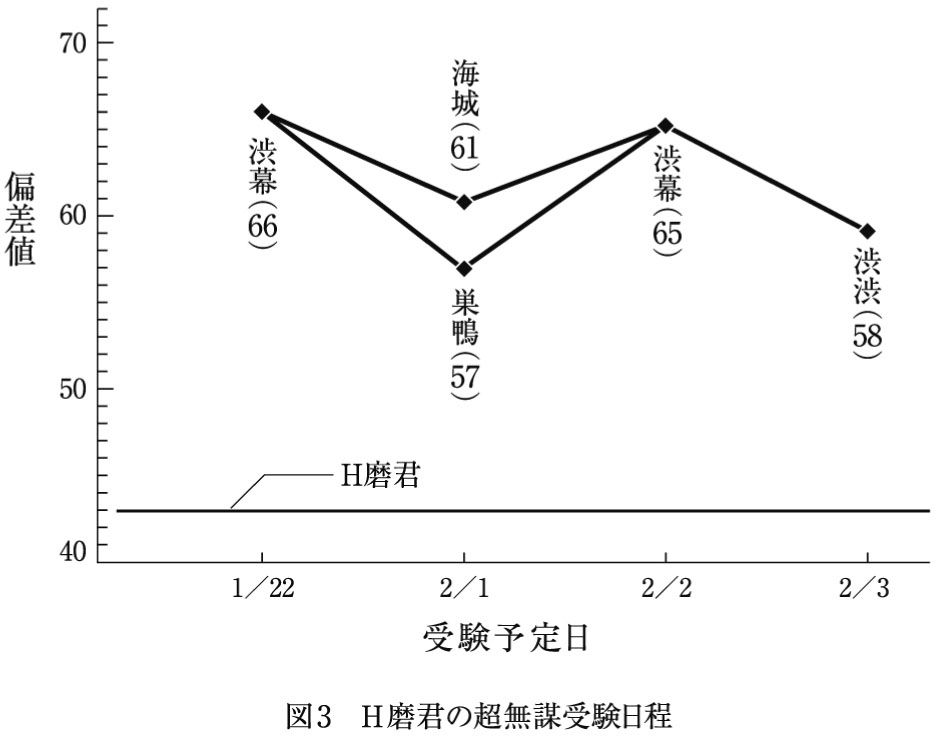 70
60
50
40
偏差値
渋幕(66)
海城(61)
巣鴨(57)
渋幕(65)
渋渋(58)
H磨君
1/22
2/1
2/2
2/3
受験予定日
図3 H磨君の超無謀受験日程